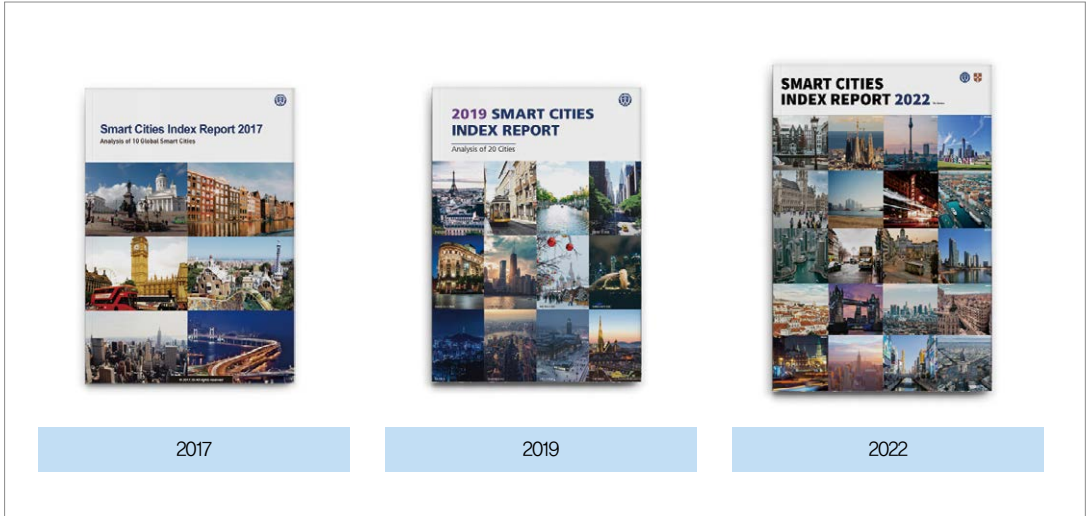 Smart Cities Index Report 2017
Analysis of 10 Global Smart Cities
2019 SMART CITIES
INDEX REPORT
Analysis of 20 Cities
SMART CITIES
INDEX REPORT 2022
2017
2019
2022